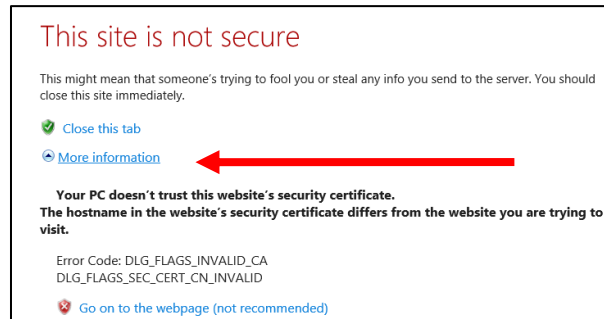 This site is not secure
This might mean that someone's trying to fool you or steal any info you send to the server. You should
close this site immediately.
Close this tab
More information
Your PC doesn't trust this website's security certificate.
The hostname in the website's security certificate differs from the website you are trying to
visit.
Error Code: DLG_FLAGS_INVALID_CA
DLG_FLAGS_SEC_CERT_CN_INVALID
Go on to the webpage (not recommended)